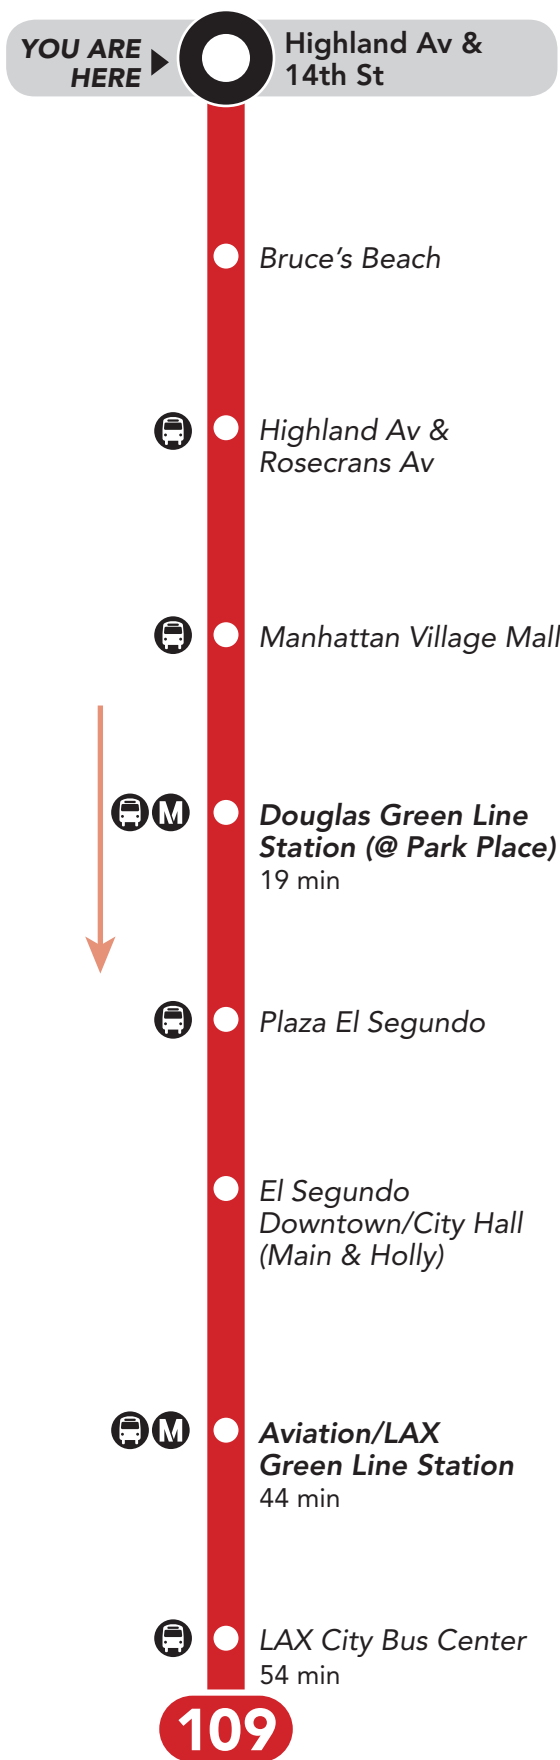 YOU ARE
HERE
Highland Av &
14th St
Bruce's Beach
Highland Av &
Rosecrans Av
Manhattan Village Mall
M
Douglas Green Line
Station (@ Park Place)
19 min
Plaza El Segundo
El Segundo
Downtown/City Hall
(Main & Holly)
M
Aviation/LAX
Green Line Station
44 min
LAX City Bus Center
54 min
109